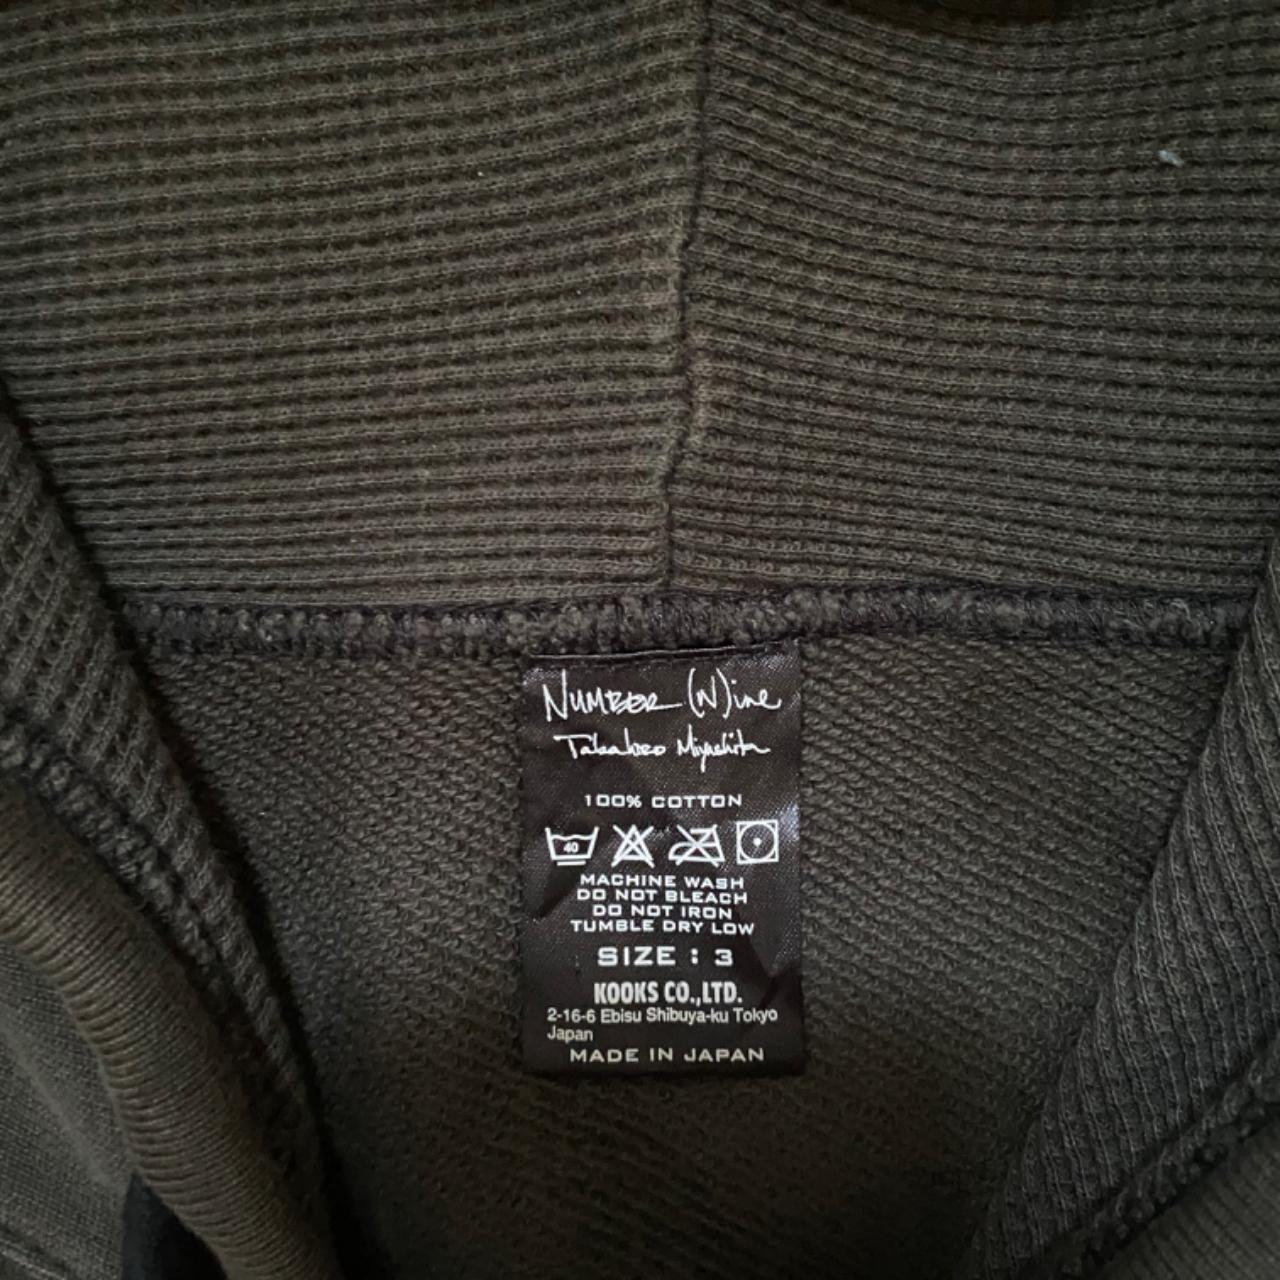 NUMBER (N)ine
Takahiro Miyashita
100% COTTON
40
MACHINE WASH
DO NOT BLEACH
DO NOT IRON
TUMBLE DRY LOW
SIZE : 3
KOOKS CO.,LTD.
2-16-6 Ebisu Shibuya-ku Tokyo
Japan
MADE IN JAPAN